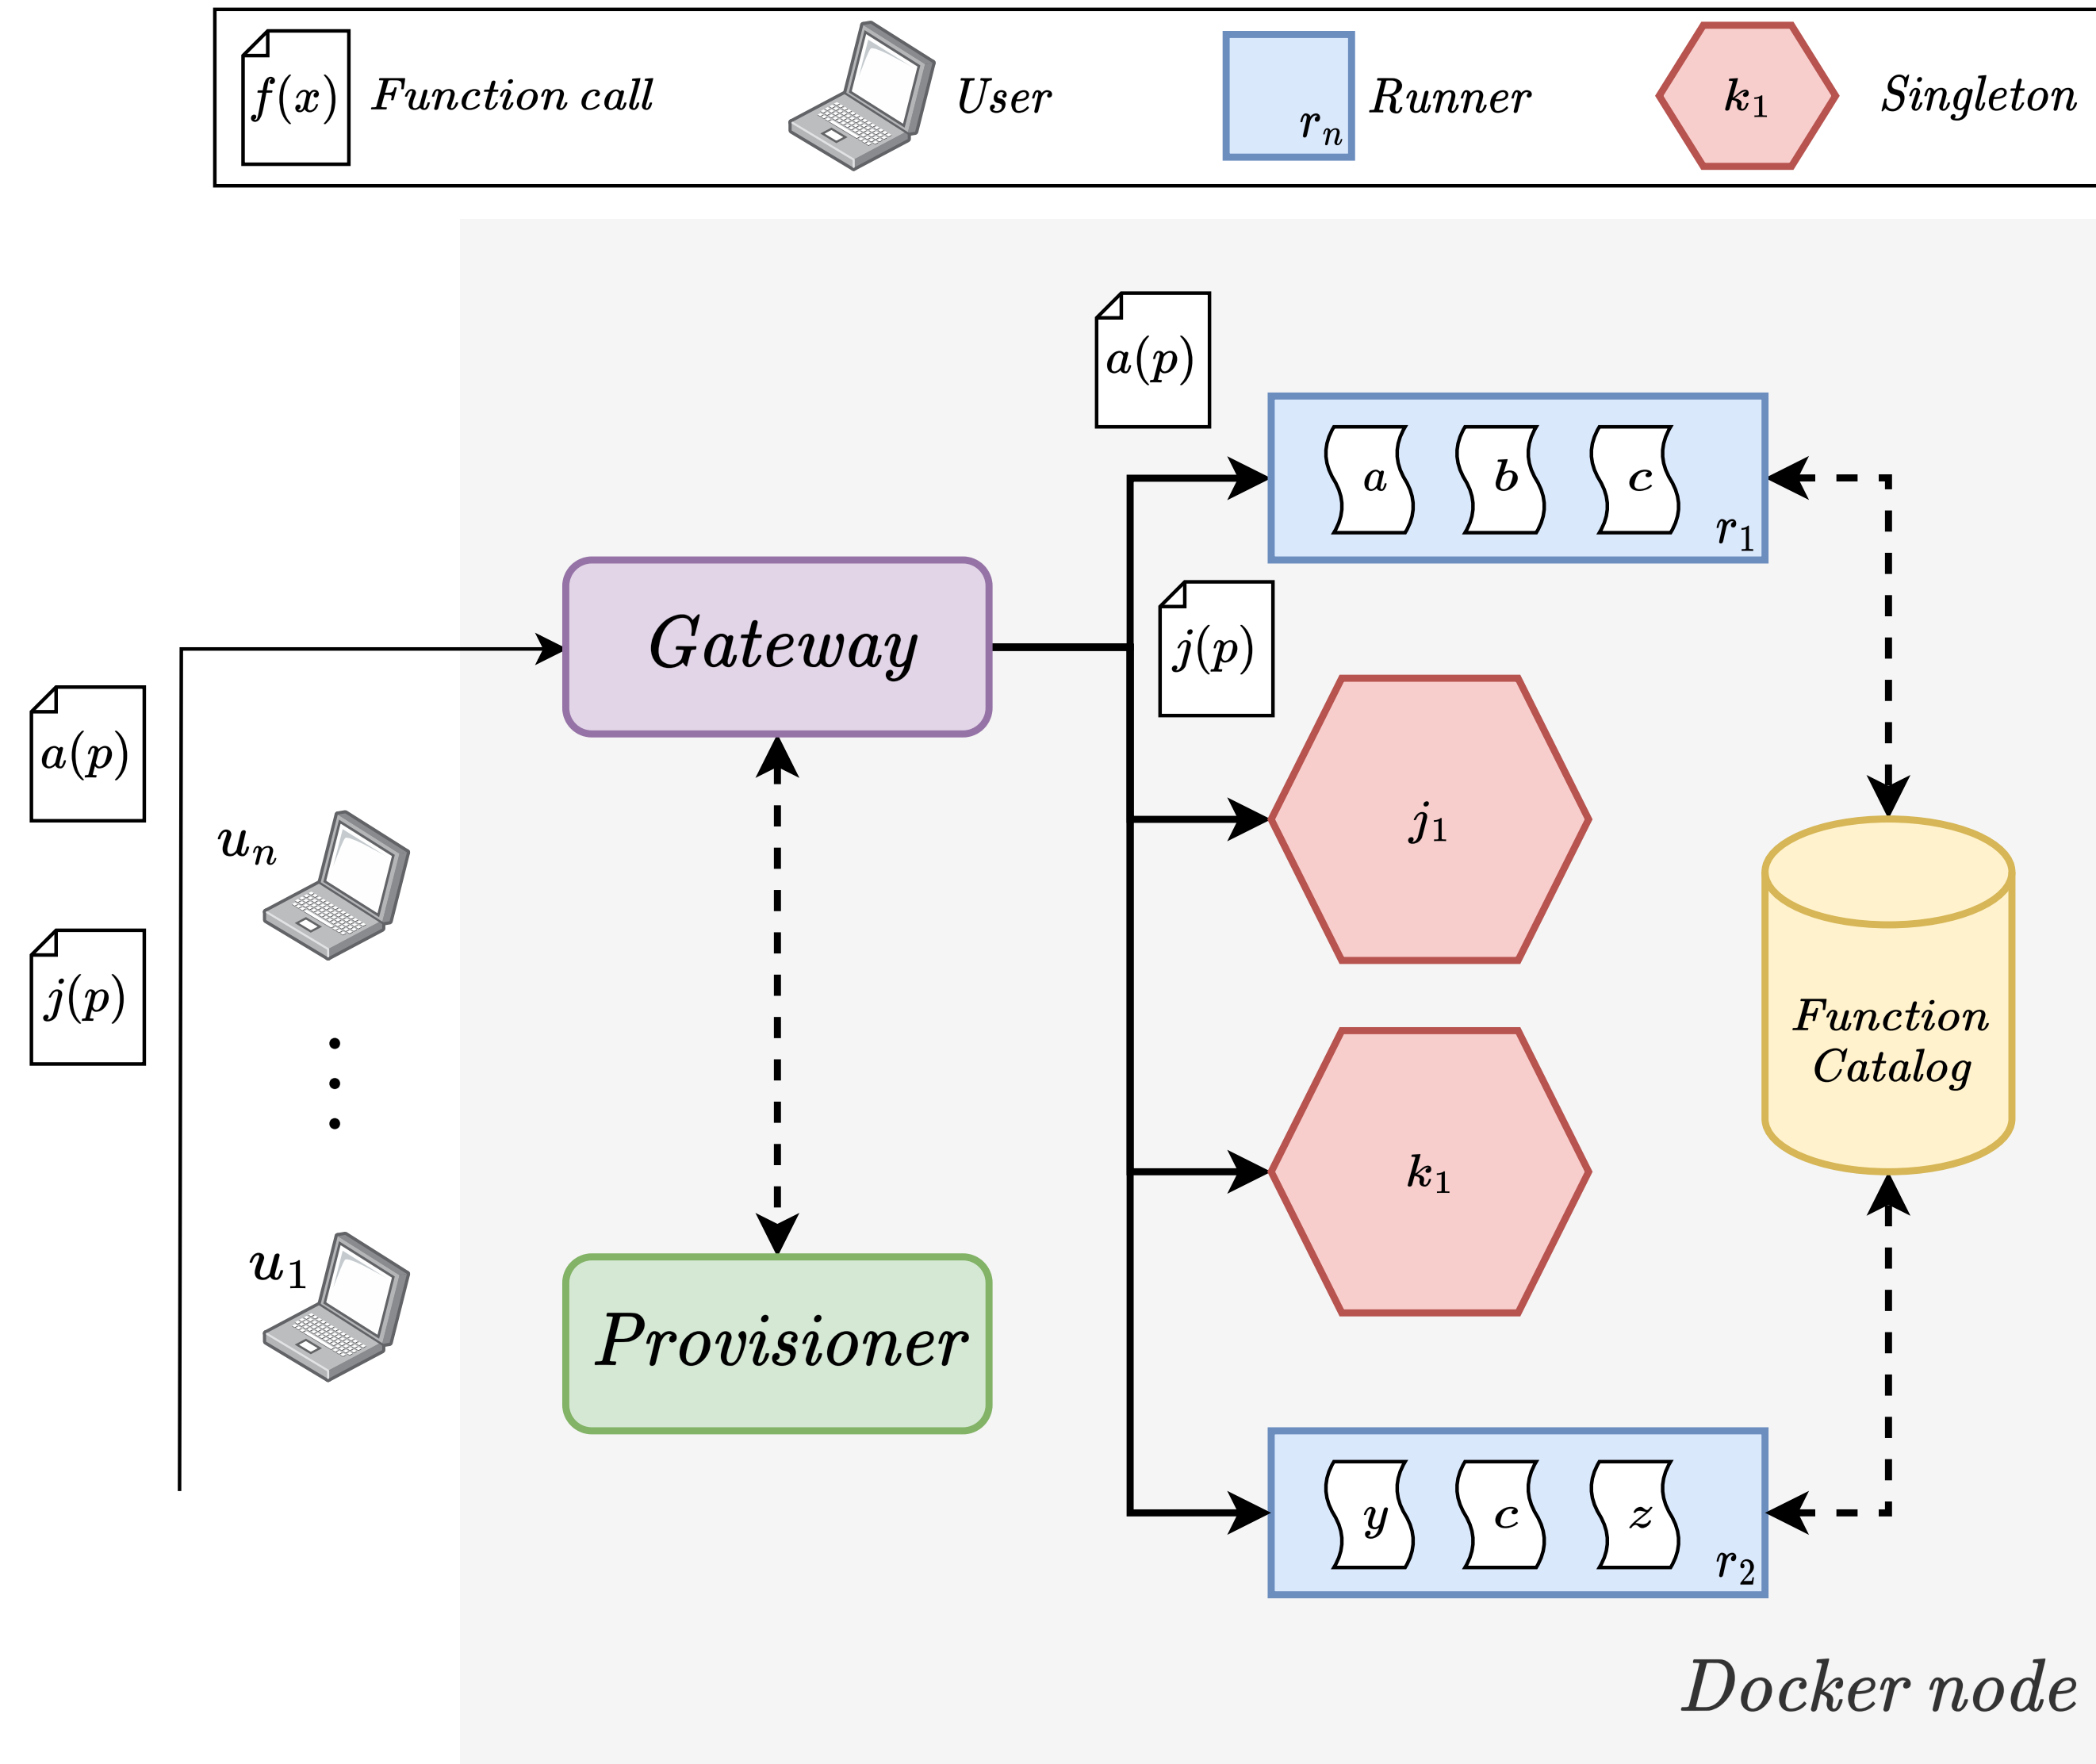 f(x) Function call User r_n Runner k_1 Singleton
a(p)
a b c
r_1
j(p)
Gateway
a(p)
u_n
j_1
j(p)
Function
Catalog
k_1
u_1
Provisioner
y c z
r_2
Docker node